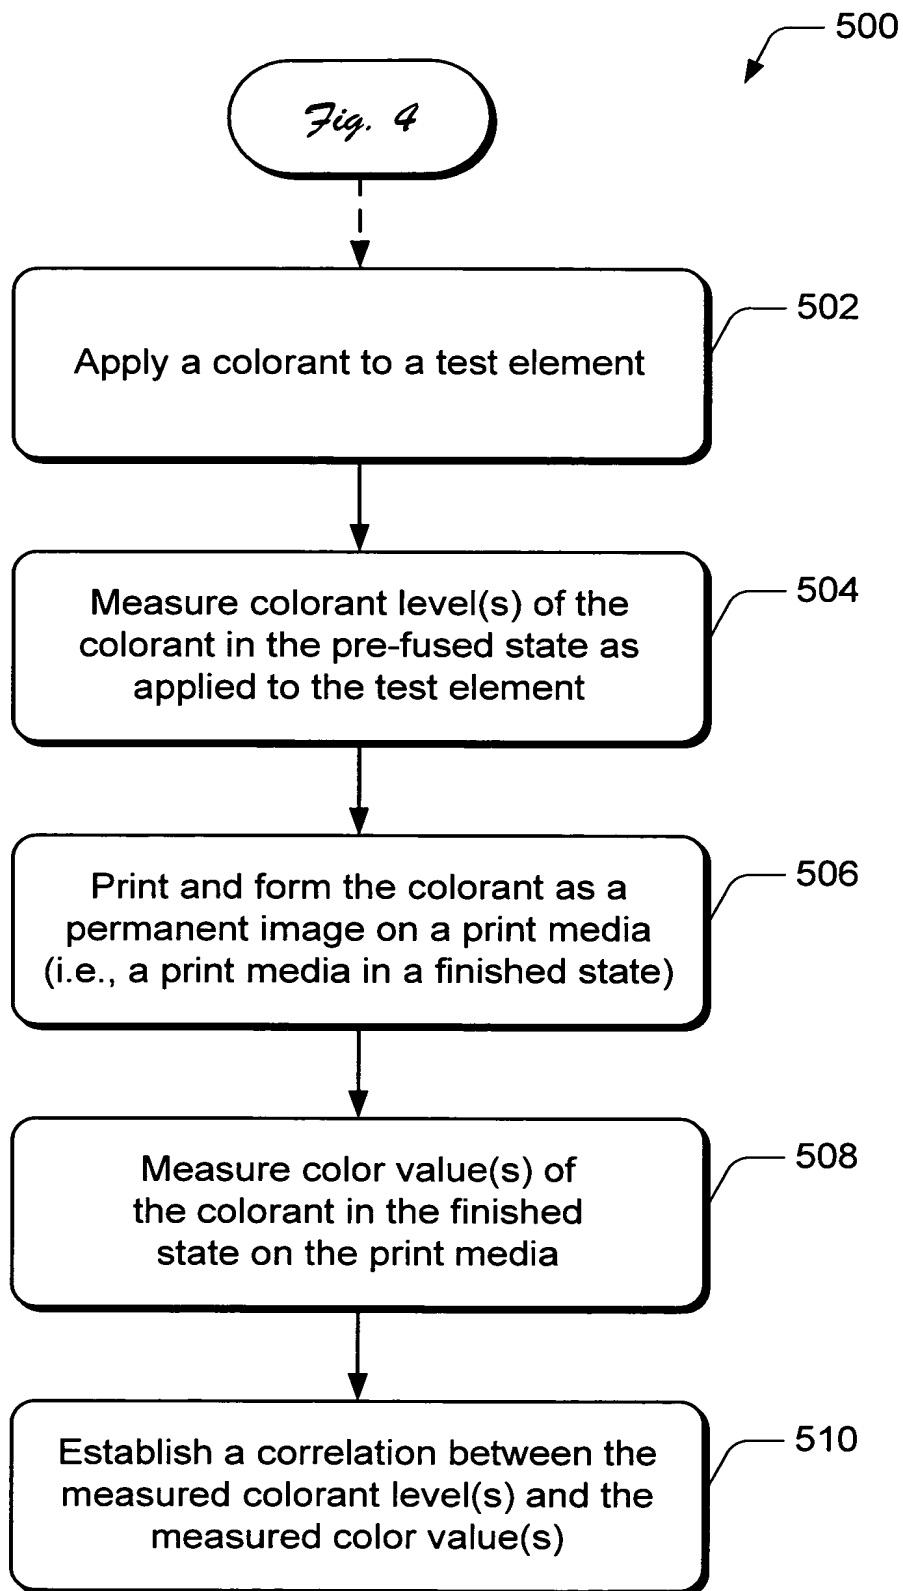 500
Fig. 4
Apply a colorant to a test element
502
Measure colorant level(s) of the
colorant in the pre-fused state as
applied to the test element
504
Print and form the colorant as a
permanent image on a print media
(i.e., a print media in a finished state)
506
Measure color value(s) of
the colorant in the finished
state on the print media
508
Establish a correlation between the
measured colorant level(s) and the
measured color value(s)
510